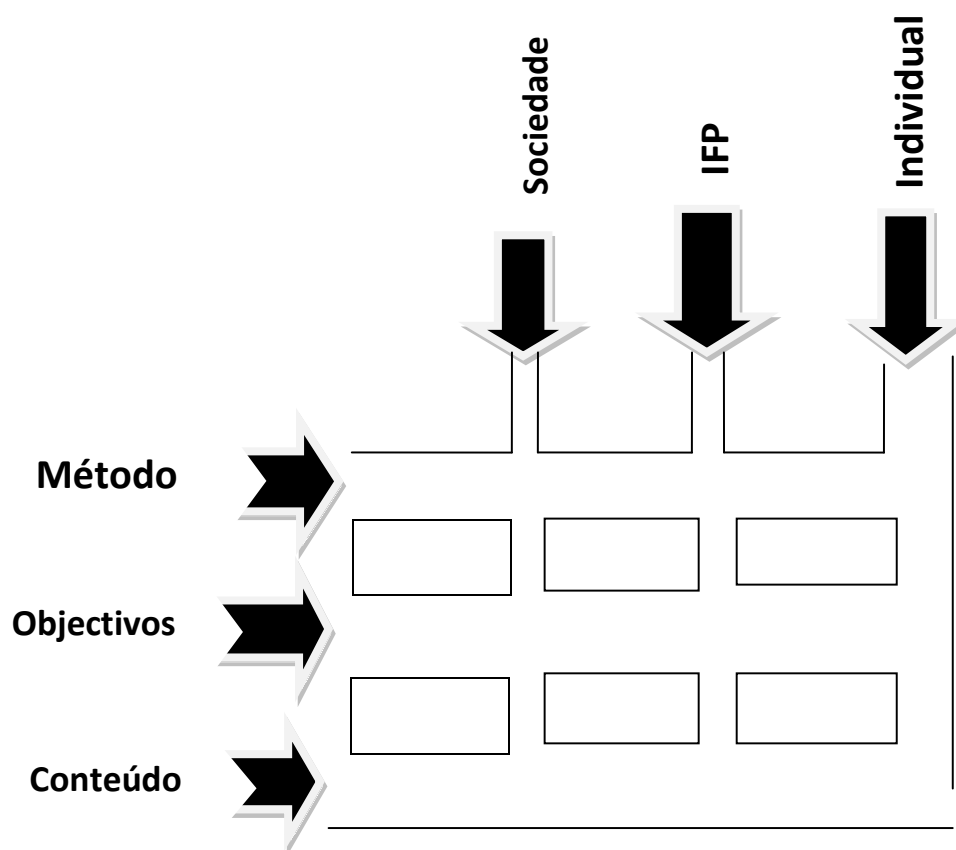 Sociedade
IFP
Individual
Método
Objectivos
Conteúdo